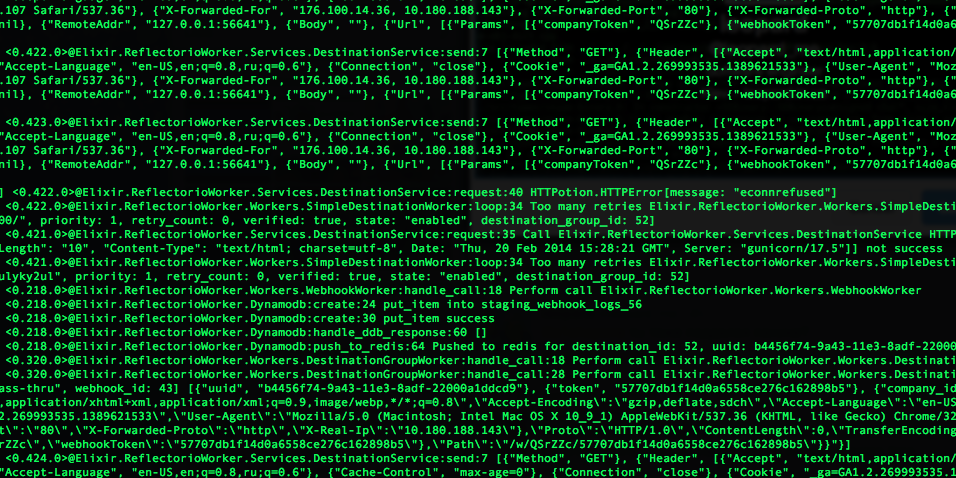 .107 Safari/537.36"}, {"X-Forwarded-For", "176.100.14.36, 10.180.188.143"}, {"X-Forwarded-Port", "80"}, {"X-Forwarded-Proto", "http"}, {"
nil}, {"RemoteAddr", "127.0.0.1:56641"}, {"Body", ""}, {"Url", [{"Params", [{"companyToken", "QSrZZc"}, {"webhookToken", "57707db1f14d0a6
<0.422.0>@Elixir.ReflectorioWorker.Services.DestinationService:send:7 [{"Method", "GET"}, {"Header", [{"Accept", "text/html,application/
"Accept-Language", "en-US,en;q=0.8,ru;q=0.6"}, {"Connection", "close"}, {"Cookie", "_ga=GA1.2.269993535.1389621533"}, {"User-Agent", "Moz
.107 Safari/537.36"}, {"X-Forwarded-For", "176.100.14.36, 10.180.188.143"}, {"X-Forwarded-Port", "80"}, {"X-Forwarded-Proto", "http"}, {"
nil}, {"RemoteAddr", "127.0.0.1:56641"}, {"Body", ""}, {"Url", [{"Params", [{"companyToken", "QSrZZc"}, {"webhookToken", "57707db1f14d0a6
<0.423.0>@Elixir.ReflectorioWorker.Services.DestinationService:send:7 [{"Method", "GET"}, {"Header", [{"Accept", "text/html,application/
"Accept-Language", "en-US,en;q=0.8,ru;q=0.6"}, {"Connection", "close"}, {"Cookie", "_ga=GA1.2.269993535.1389621533"}, {"User-Agent", "Moz
.107 Safari/537.36"}, {"X-Forwarded-For", "176.100.14.36, 10.180.188.143"}, {"X-Forwarded-Port", "80"}, {"X-Forwarded-Proto", "http"}, {"
nil}, {"RemoteAddr", "127.0.0.1:56641"}, {"Body", ""}, {"Url", [{"Params", [{"companyToken", "QSrZZc"}, {"webhookToken", "57707db1f14d0a6
] <0.422.0>@Elixir.ReflectorioWorker.Services.DestinationService:request:40 HTTPotion.HTTPError[message: "econnrefused"]
<0.422.0>@Elixir.ReflectorioWorker.Workers.SimpleDestinationWorker:loop:34 Too many retries Elixir.ReflectorioWorker.Workers.SimpleDesti
00/", priority: 1, retry_count: 0, verified: true, state: "enabled", destination_group_id: 52]
<0.421.0>@Elixir.ReflectorioWorker.Services.DestinationService:request:35 Call Elixir.ReflectorioWorker.Services.DestinationService HTTP
Length": "10", "Content-Type": "text/html; charset=utf-8", Date: "Thu, 20 Feb 2014 15:28:21 GMT", Server: "gunicorn/17.5"]] not success
<0.421.0>@Elixir.ReflectorioWorker.Workers.SimpleDestinationWorker:loop:34 Too many retries Elixir.ReflectorioWorker.Workers.SimpleDesti
ulyky2ul", priority: 1, retry_count: 0, verified: true, state: "enabled", destination_group_id: 52]
<0.218.0>@Elixir.ReflectorioWorker.Workers.WebhookWorker:handle_call:18 Perform call Elixir.ReflectorioWorker.Workers.WebhookWorker
<0.218.0>@Elixir.ReflectorioWorker.Dynamodb:create:24 put_item into staging_webhook_logs_56
<0.218.0>@Elixir.ReflectorioWorker.Dynamodb:create:30 put_item success
<0.218.0>@Elixir.ReflectorioWorker.Dynamodb:handle_ddb_response:60 []
<0.218.0>@Elixir.ReflectorioWorker.Dynamodb:push_to_redis:64 Pushed to redis for destination_id: 52, uuid: b4456f74-9a43-11e3-8adf-22000
<0.320.0>@Elixir.ReflectorioWorker.Workers.DestinationGroupWorker:handle_call:18 Perform call Elixir.ReflectorioWorker.Workers.Destinati
<0.320.0>@Elixir.ReflectorioWorker.Workers.DestinationGroupWorker:handle_call:28 Perform call Elixir.ReflectorioWorker.Workers.Destinati
ass-thru", webhook_id: 43] [{"uuid", "b4456f74-9a43-11e3-8adf-22000a1ddcd9"}, {"token", "57707db1f14d0a6558ce276c162898b5"}, {"company_id
,application/xhtml+xml,application/xml;q=0.9,image/webp,*/*;q=0.8\",\"Accept-Encoding\":\"gzip,deflate,sdch\",\"Accept-Language\":\"en-US
2.269993535.1389621533\",\"User-Agent\":\"Mozilla/5.0 (Macintosh; Intel Mac OS X 10_9_1) AppleWebKit/537.36 (KHTML, like Gecko) Chrome/32
t\":\"80\",\"X-Forwarded-Proto\":\"http\",\"X-Real-Ip\":\"10.180.188.143\"},\"Proto\":\"HTTP/1.0\",\"ContentLength\":0,\"TransferEncoding
rZZc\",\"webhookToken\":\"57707db1f14d0a6558ce276c162898b5\"},\"Path\":\"/w/QSrZZc/57707db1f14d0a6558ce276c162898b5\"}}"}]
<0.424.0>@Elixir.ReflectorioWorker.Services.DestinationService:send:7 [{"Method", "GET"}, {"Header", [{"Accept", "text/html,application/
"Accept-Language", "en-US,en;q=0.8,ru;q=0.6"}, {"Cache-Control", "max-age=0"}, {"Connection", "close"}, {"Cookie", "_ga=GA1.2.269993535.1